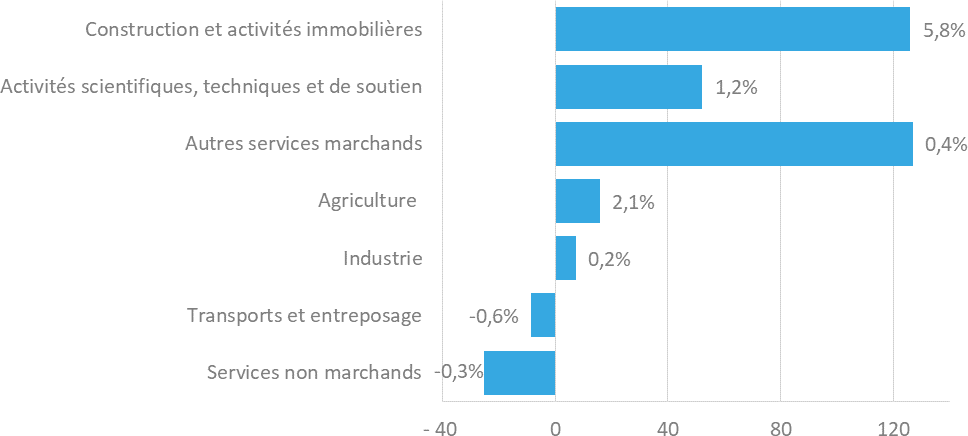 Construction et activités immobilières 5,8%
Activités scientifiques, techniques et de soutien 1,2%
Autres services marchands 0,4%
Agriculture 2,1%
Industrie 0,2%
Transports et entreposage -0,6%
Services non marchands -0,3%
- 40 0 40 80 120